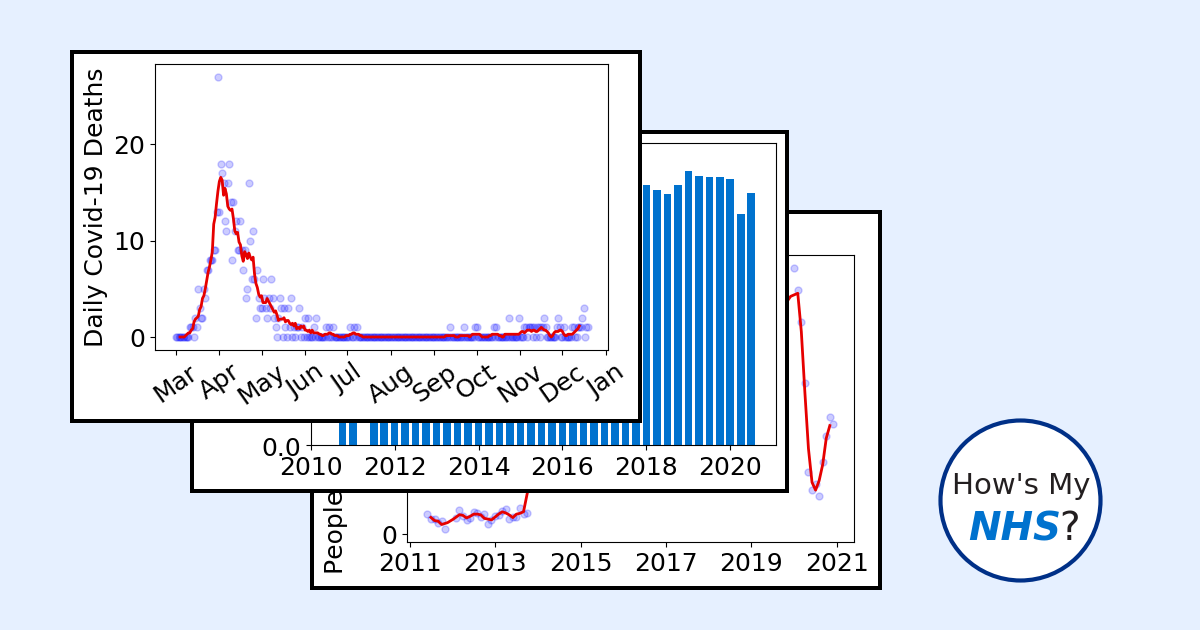 Daily Covid-19 Deaths
20
10
0
Mar Apr May Jun Jul Aug Sep Oct Nov Dec Jan
0.0
2010 2012 2014 2016 2018 2020
People
0
2011 2013 2015 2017 2019 2021
How's My
NHS?